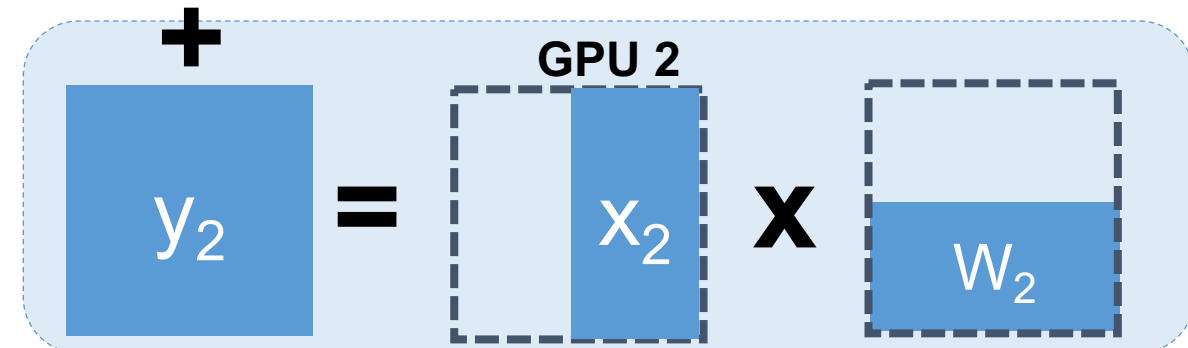 +
GPU 2
y₂ = x₂ x W₂